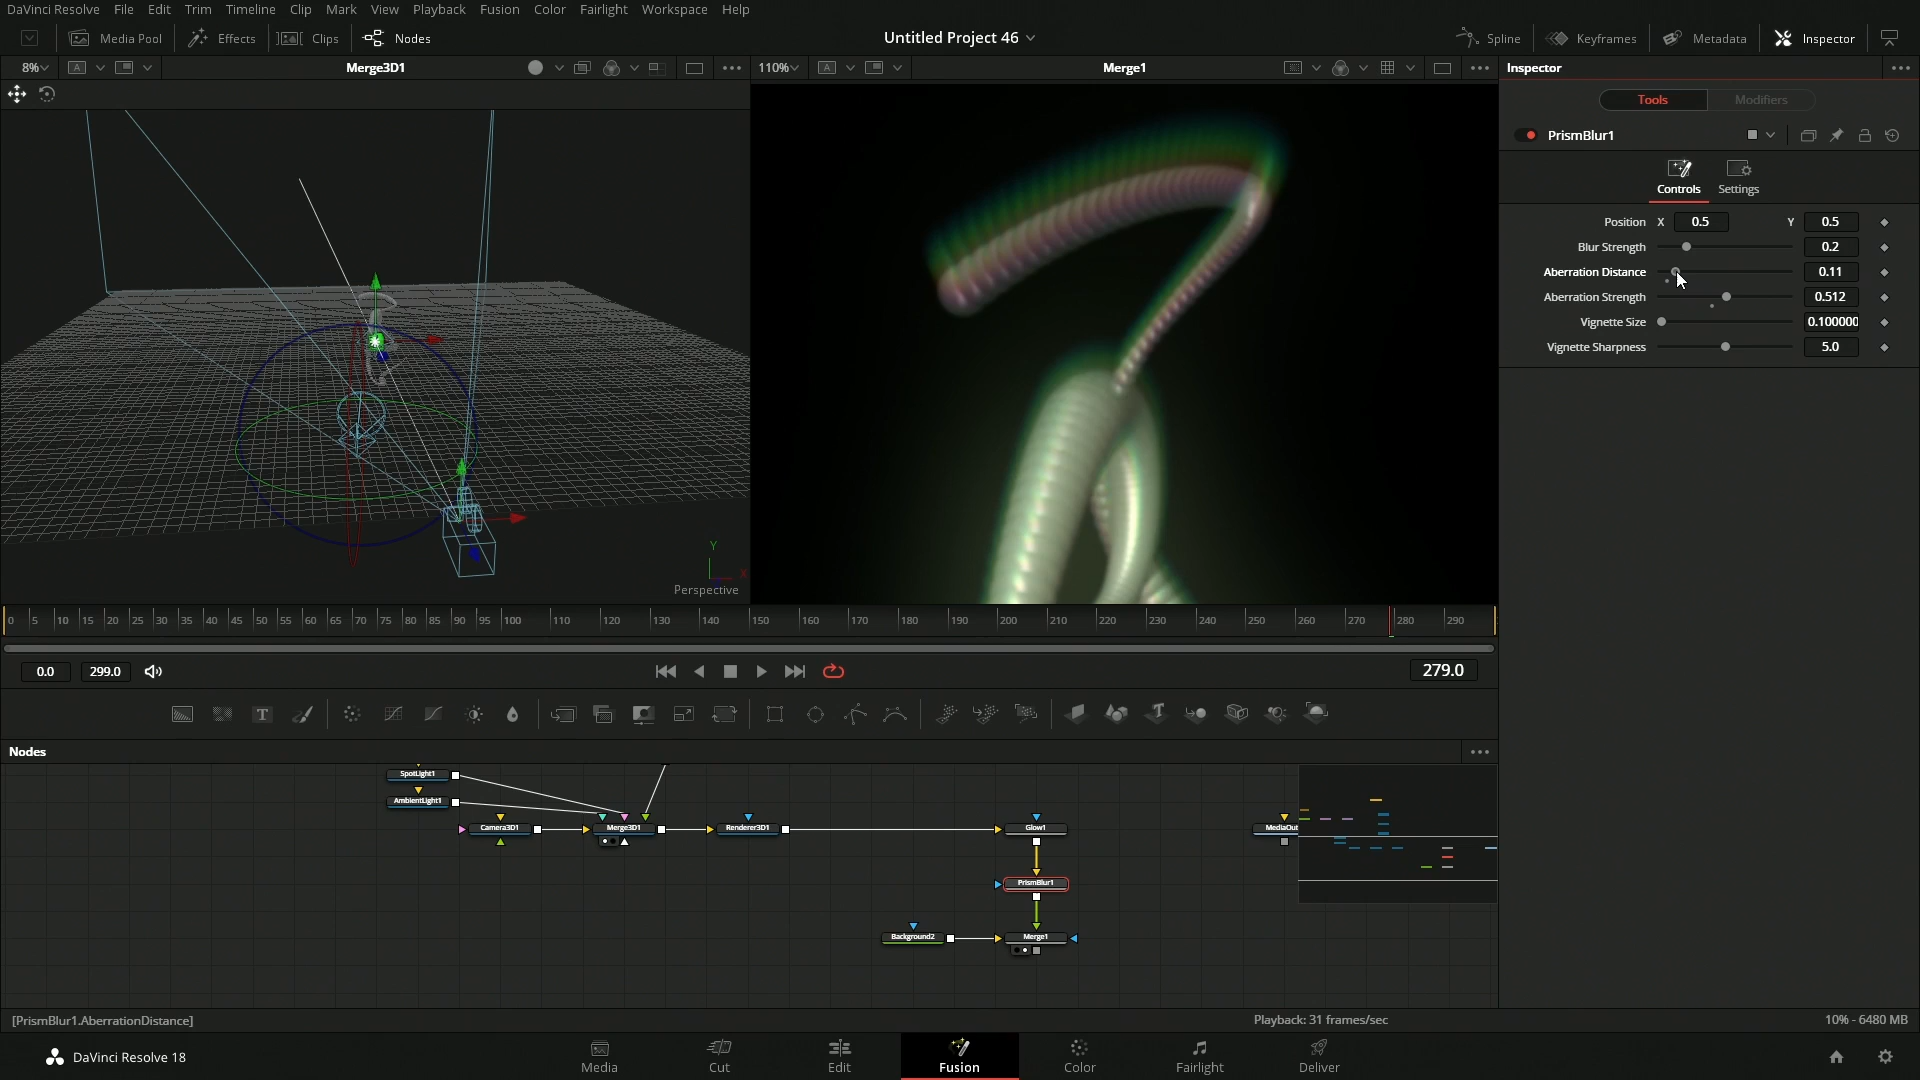 DaVinci Resolve File Edit Trim Timeline Clip Mark View Playback Fusion Color Fairlight Workspace Help
Media Pool Effects Clips Nodes Untitled Project 46 Spline Keyframes Metadata Inspector
8% A Merge3D1 110% A Merge1 Inspector
Tools Modifiers
PrismBlur1
Controls Settings
Position X 0.5 Y 0.5
Blur Strength 0.2
Aberration Distance 0.11
Aberration Strength 0.512
Vignette Size 0.100000
Vignette Sharpness 5.0
Y
X
Perspective
0 5 10 15 20 25 30 35 40 45 50 55 60 65 70 75 80 85 90 95 100 110 120 130 140 150 160 170 180 190 200 210 220 230 240 250 260 270 280 290
0.0 299.0 279.0
T T
Nodes
SpotLight1
AmbientLight1
Camera3D1 Merge3D1 Renderer3D1 Glow1 MediaOut
PrismBlur1
Background2 Merge1
[PrismBlur1.AberrationDistance] Playback: 31 frames/sec 10% - 6480 MB
DaVinci Resolve 18 Media Cut Edit Fusion Color Fairlight Deliver